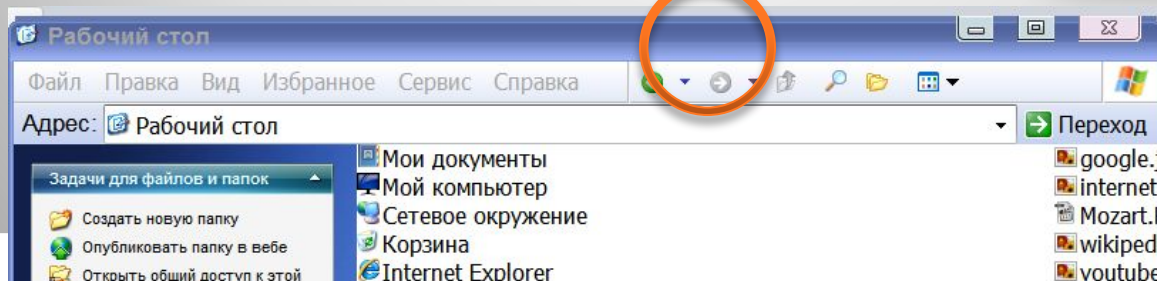 Рабочий стол
Файл Правка Вид Избранное Сервис Справка
Адрес: Рабочий стол Переход
Задачи для файлов и папок
Создать новую папку
Опубликовать папку в вебе
Открыть общий доступ к этой
Мои документы
Мой компьютер
Сетевое окружение
Корзина
Internet Explorer
google.
internet
Mozart.
wikiped
youtube